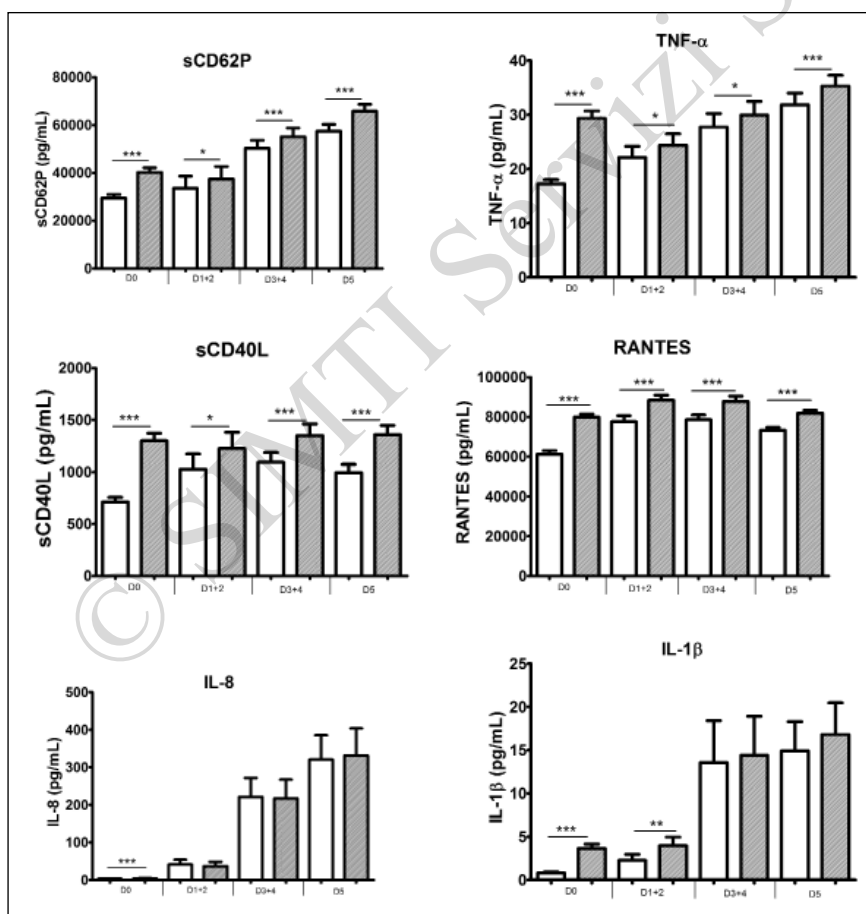 sCD62P
sCD62P (pg/mL)
80000
60000
40000
20000
0
***
*
***
***
D0
D1+2
D3+4
D5
TNF-α
TNF-α (pg/mL)
40
30
20
10
0
***
*
*
***
D0
D1+2
D3+4
D5
sCD40L
sCD40L (pg/mL)
2000
1500
1000
500
0
***
*
***
***
D0
D1+2
D3+4
D5
RANTES
RANTES (pg/mL)
100000
80000
60000
40000
20000
0
***
***
***
***
D0
D1+2
D3+4
D5
IL-8
IL-8 (pg/mL)
500
400
300
200
100
0
***
D0
D1+2
D3+4
D5
IL-1β
IL-1β (pg/mL)
25
20
15
10
5
0
***
**
D0
D1+2
D3+4
D5
© SIMTI Servizi S